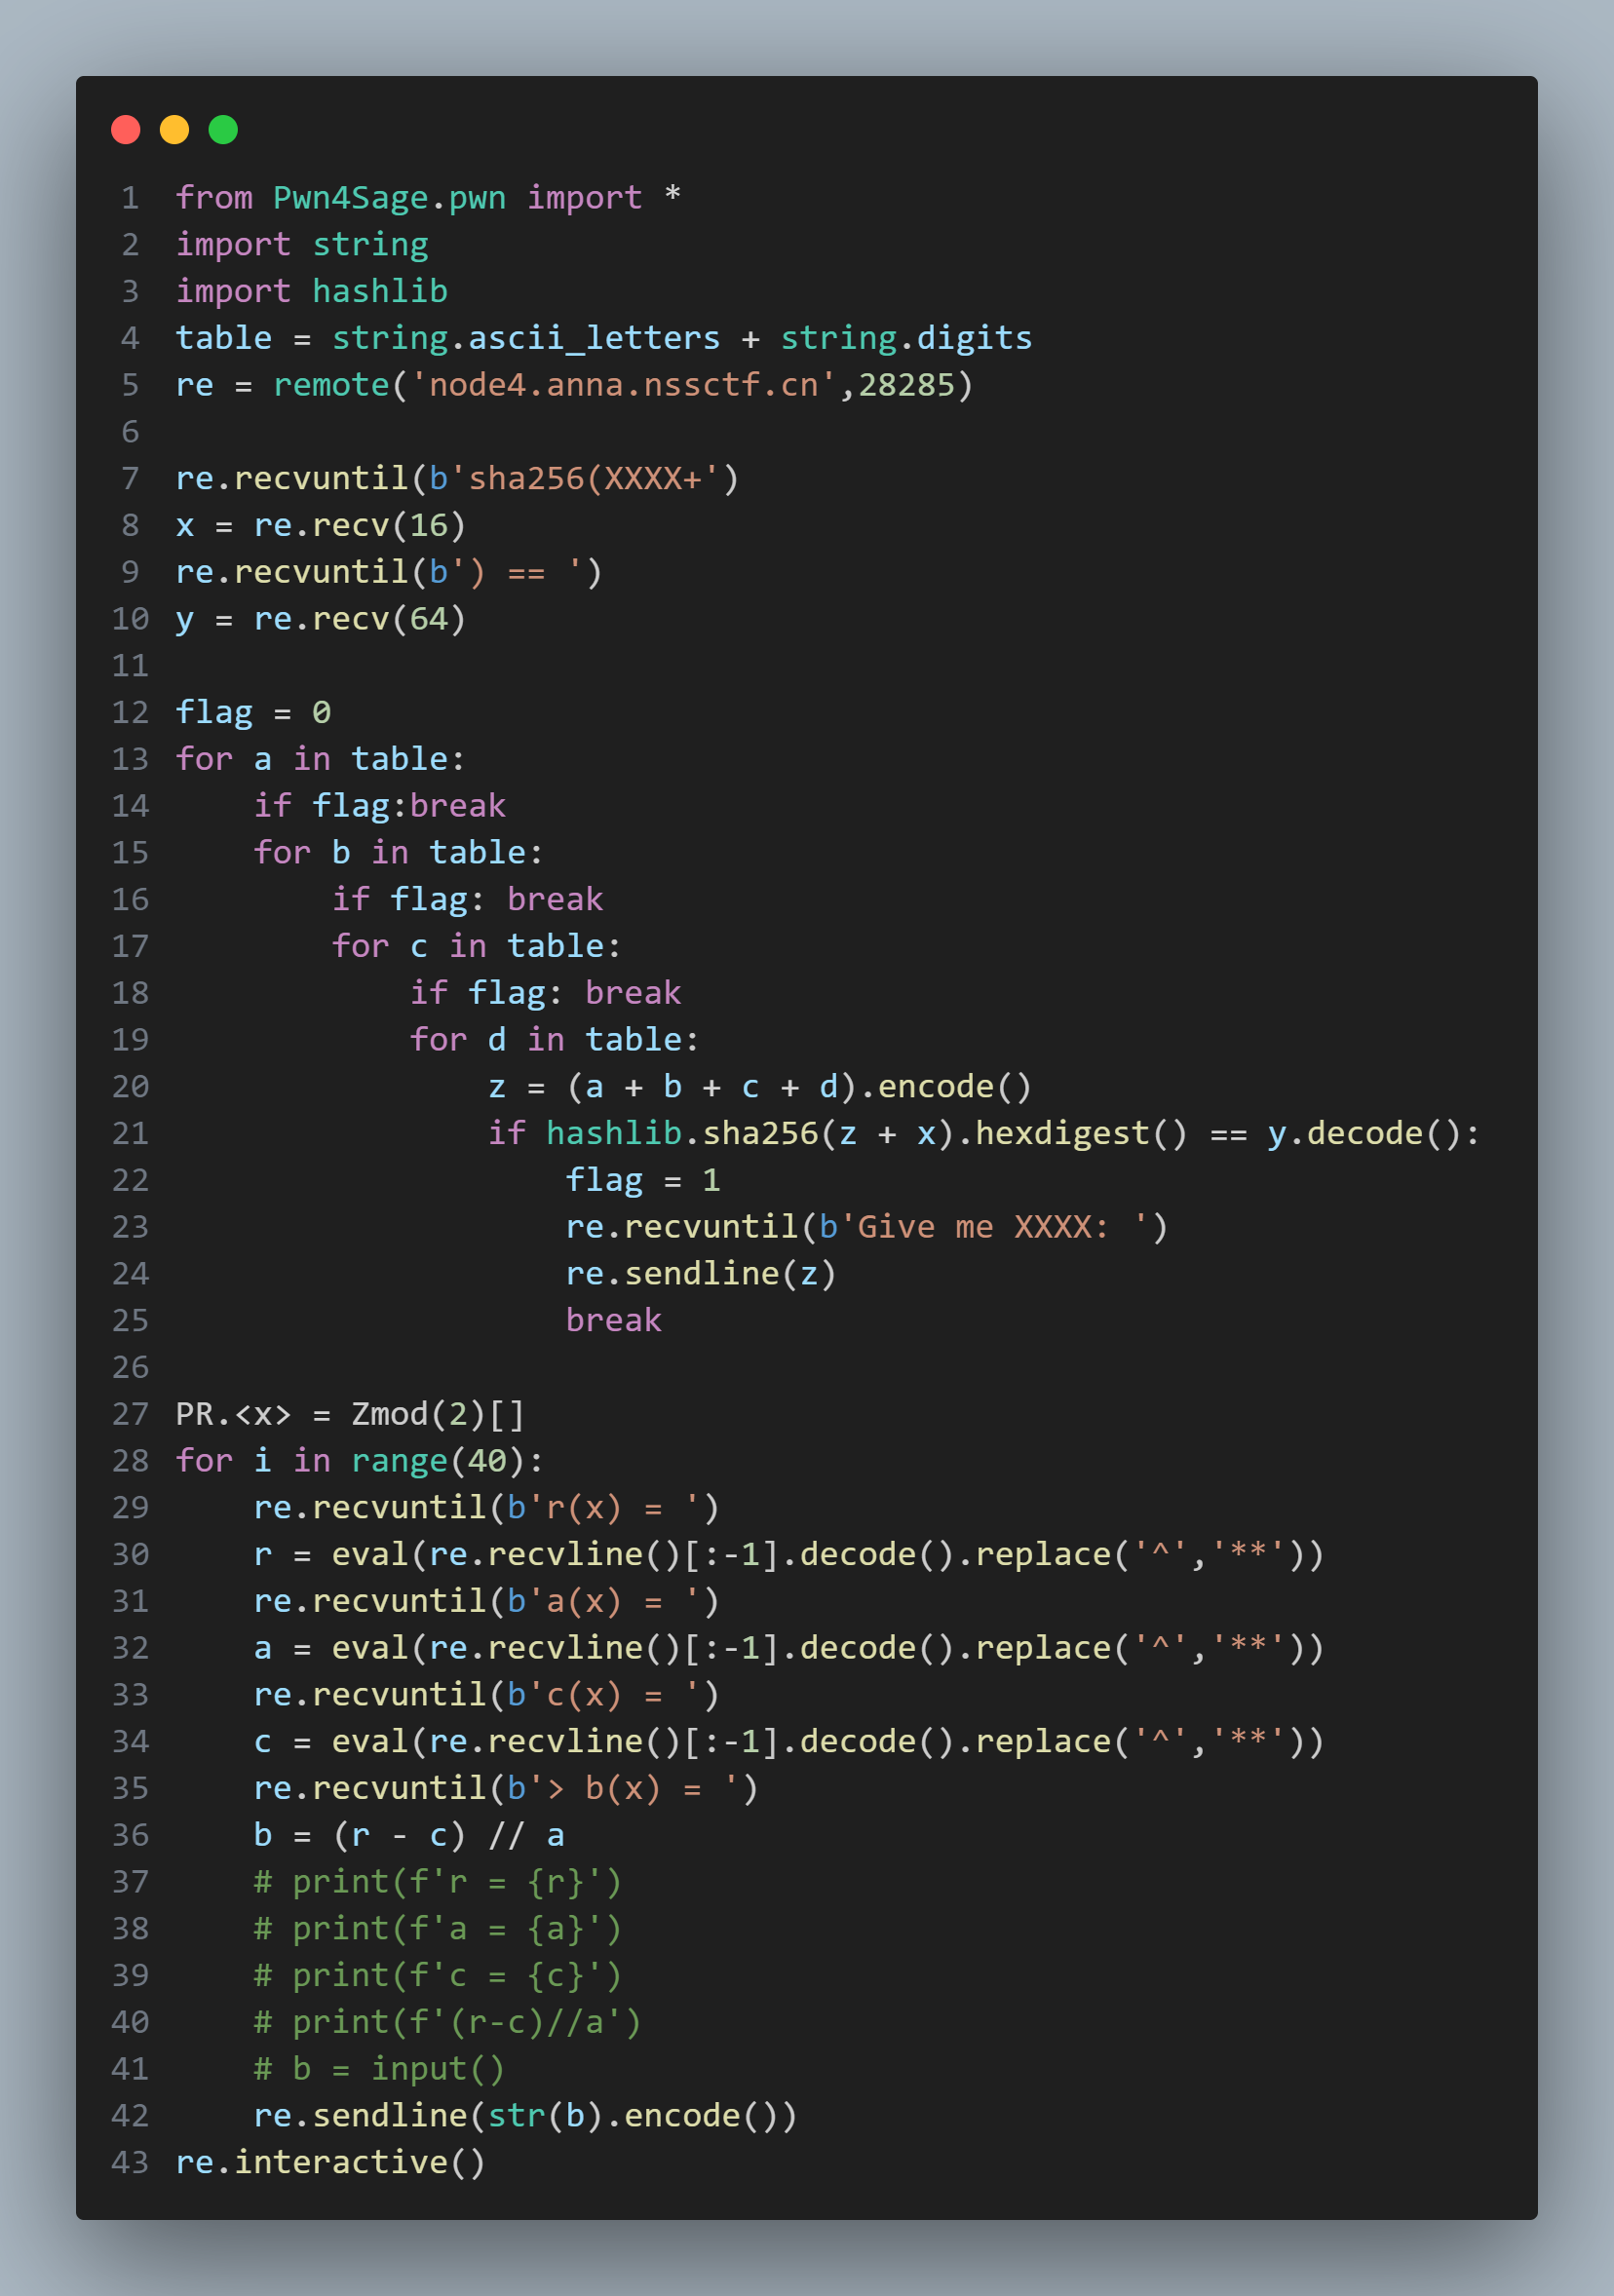 1 from Pwn4Sage.pwn import *
2 import string
3 import hashlib
4 table = string.ascii_letters + string.digits
5 re = remote('node4.anna.nssctf.cn',28285)
6
7 re.recvuntil(b'sha256(XXXX+')
8 x = re.recv(16)
9 re.recvuntil(b') == ')
10 y = re.recv(64)
11
12 flag = 0
13 for a in table:
14     if flag:break
15     for b in table:
16         if flag: break
17         for c in table:
18             if flag: break
19             for d in table:
20                 z = (a + b + c + d).encode()
21                 if hashlib.sha256(z + x).hexdigest() == y.decode():
22                     flag = 1
23                     re.recvuntil(b'Give me XXXX: ')
24                     re.sendline(z)
25                     break
26
27 PR.<x> = Zmod(2)[]
28 for i in range(40):
29     re.recvuntil(b'r(x) = ')
30     r = eval(re.recvline()[:-1].decode().replace('^','**'))
31     re.recvuntil(b'a(x) = ')
32     a = eval(re.recvline()[:-1].decode().replace('^','**'))
33     re.recvuntil(b'c(x) = ')
34     c = eval(re.recvline()[:-1].decode().replace('^','**'))
35     re.recvuntil(b'> b(x) = ')
36     b = (r - c) // a
37     # print(f'r = {r}')
38     # print(f'a = {a}')
39     # print(f'c = {c}')
40     # print(f'(r-c)//a')
41     # b = input()
42     re.sendline(str(b).encode())
43 re.interactive()